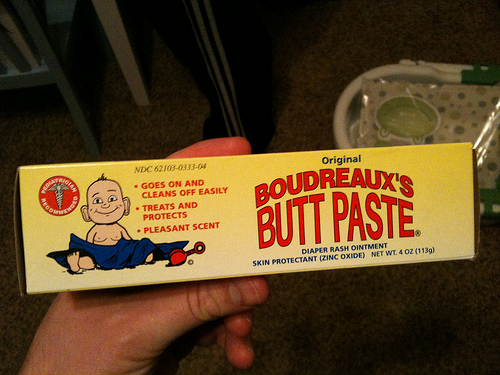 PEDIATRICIAN
RECOMMENDED
NDC 62103-0333-04
• GOES ON AND
CLEANS OFF EASILY
• TREATS AND
PROTECTS
• PLEASANT SCENT
©
Original
BOUDREAUX'S
BUTT PASTE®
DIAPER RASH OINTMENT
SKIN PROTECTANT (ZINC OXIDE) NET WT. 4 OZ (113g)